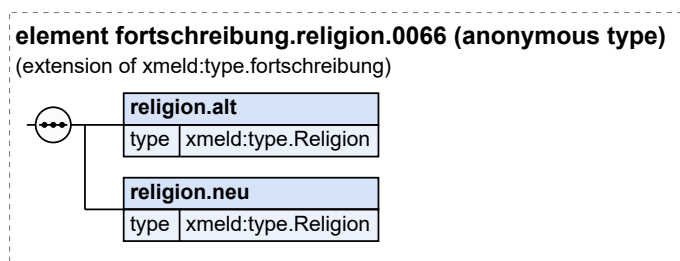 element fortschreibung.religion.0066 (anonymous type)
(extension of xmeld:type.fortschreibung)
religion.alt
type xmeld:type.Religion
religion.neu
type xmeld:type.Religion